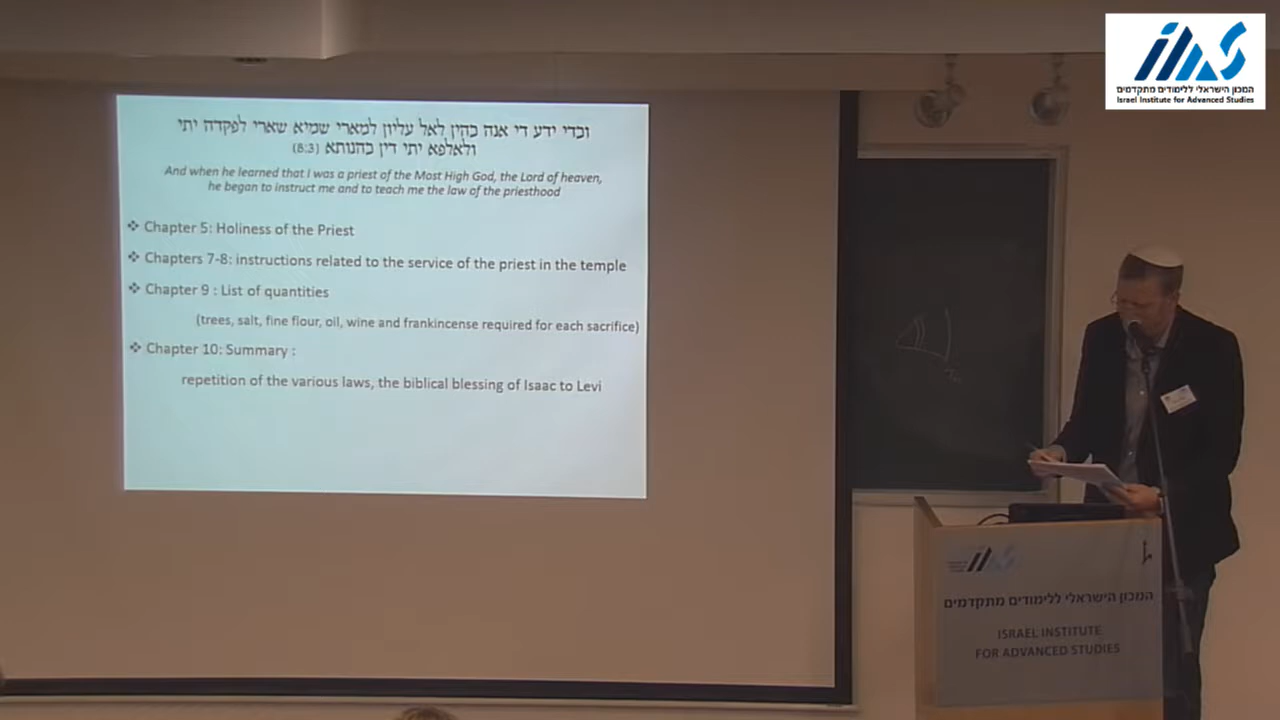 וכדי ידע די אנה כהין לאל עליון למארי שמיא שארי לפקדה יתי
ולאלפא יתי דין כהנותא (8:3)
And when he learned that I was a priest of the Most High God, the Lord of heaven,
he began to instruct me and to teach me the law of the priesthood
❖ Chapter 5: Holiness of the Priest
❖ Chapters 7-8: instructions related to the service of the priest in the temple
❖ Chapter 9 : List of quantities
(trees, salt, fine flour, oil, wine and frankincense required for each sacrifice)
❖ Chapter 10: Summary :
repetition of the various laws, the biblical blessing of Isaac to Levi
iias
המכון הישראלי ללימודים מתקדמים
Israel Institute for Advanced Studies
iias
המכון הישראלי ללימודים מתקדמים
ISRAEL INSTITUTE
FOR ADVANCED STUDIES